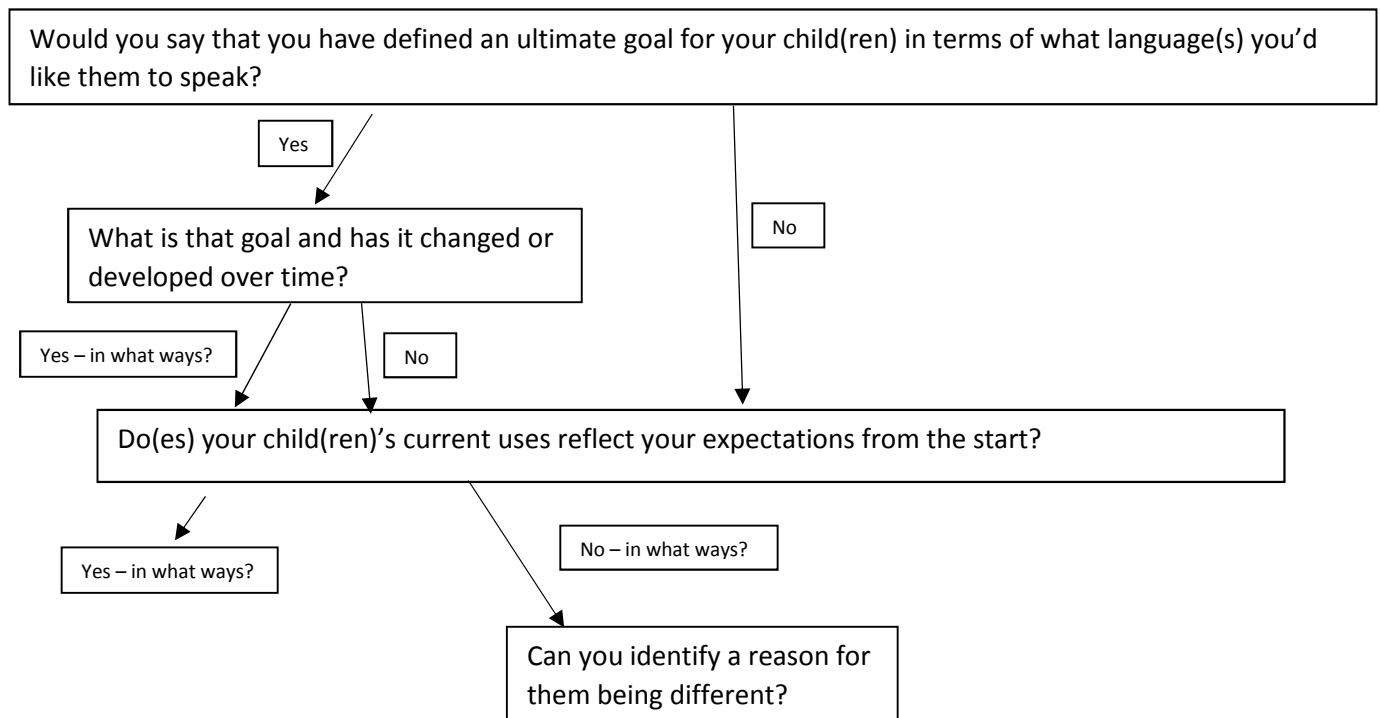 Would you say that you have defined an ultimate goal for your child(ren) in terms of what language(s) you’d
like them to speak?
Yes
What is that goal and has it changed or
developed over time?
No
Yes – in what ways?
No
Do(es) your child(ren)’s current uses reflect your expectations from the start?
Yes – in what ways?
No – in what ways?
Can you identify a reason for
them being different?